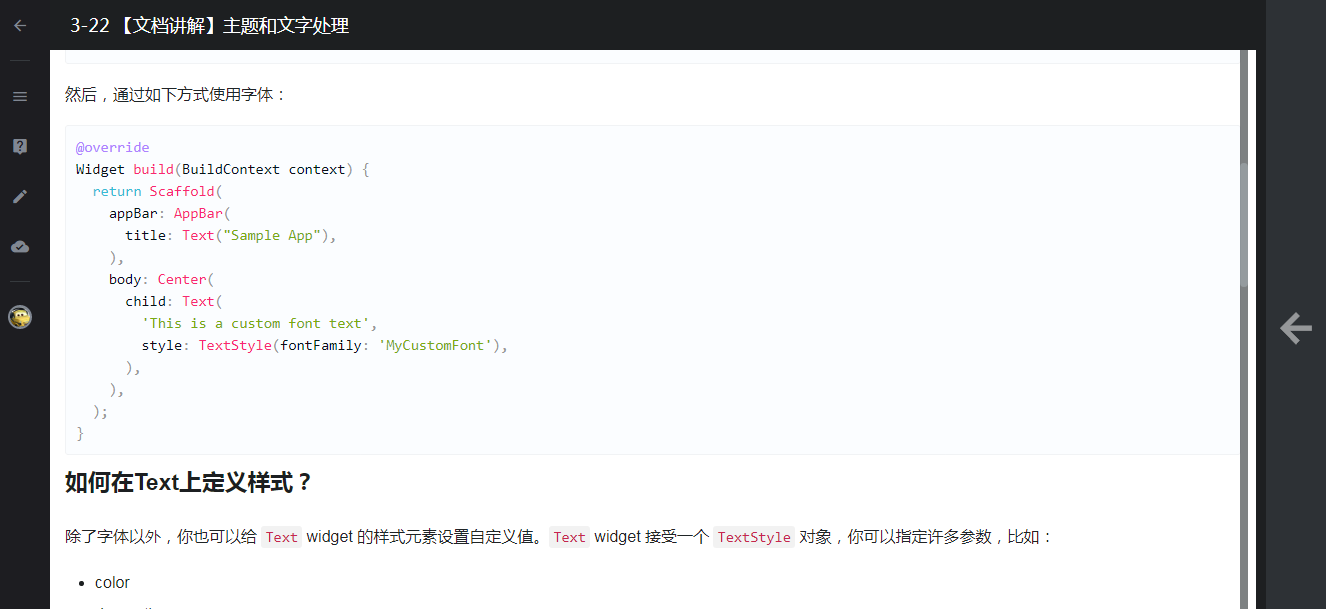 3-22 【文档讲解】主题和文字处理
然后，通过如下方式使用字体：
@override
Widget build(BuildContext context) {
  return Scaffold(
    appBar: AppBar(
      title: Text("Sample App"),
    ),
    body: Center(
      child: Text(
        'This is a custom font text',
        style: TextStyle(fontFamily: 'MyCustomFont'),
      ),
    ),
  );
}
如何在Text上定义样式？
除了字体以外，你也可以给 Text widget 的样式元素设置自定义值。Text widget 接受一个 TextStyle 对象，你可以指定许多参数，比如：
• color